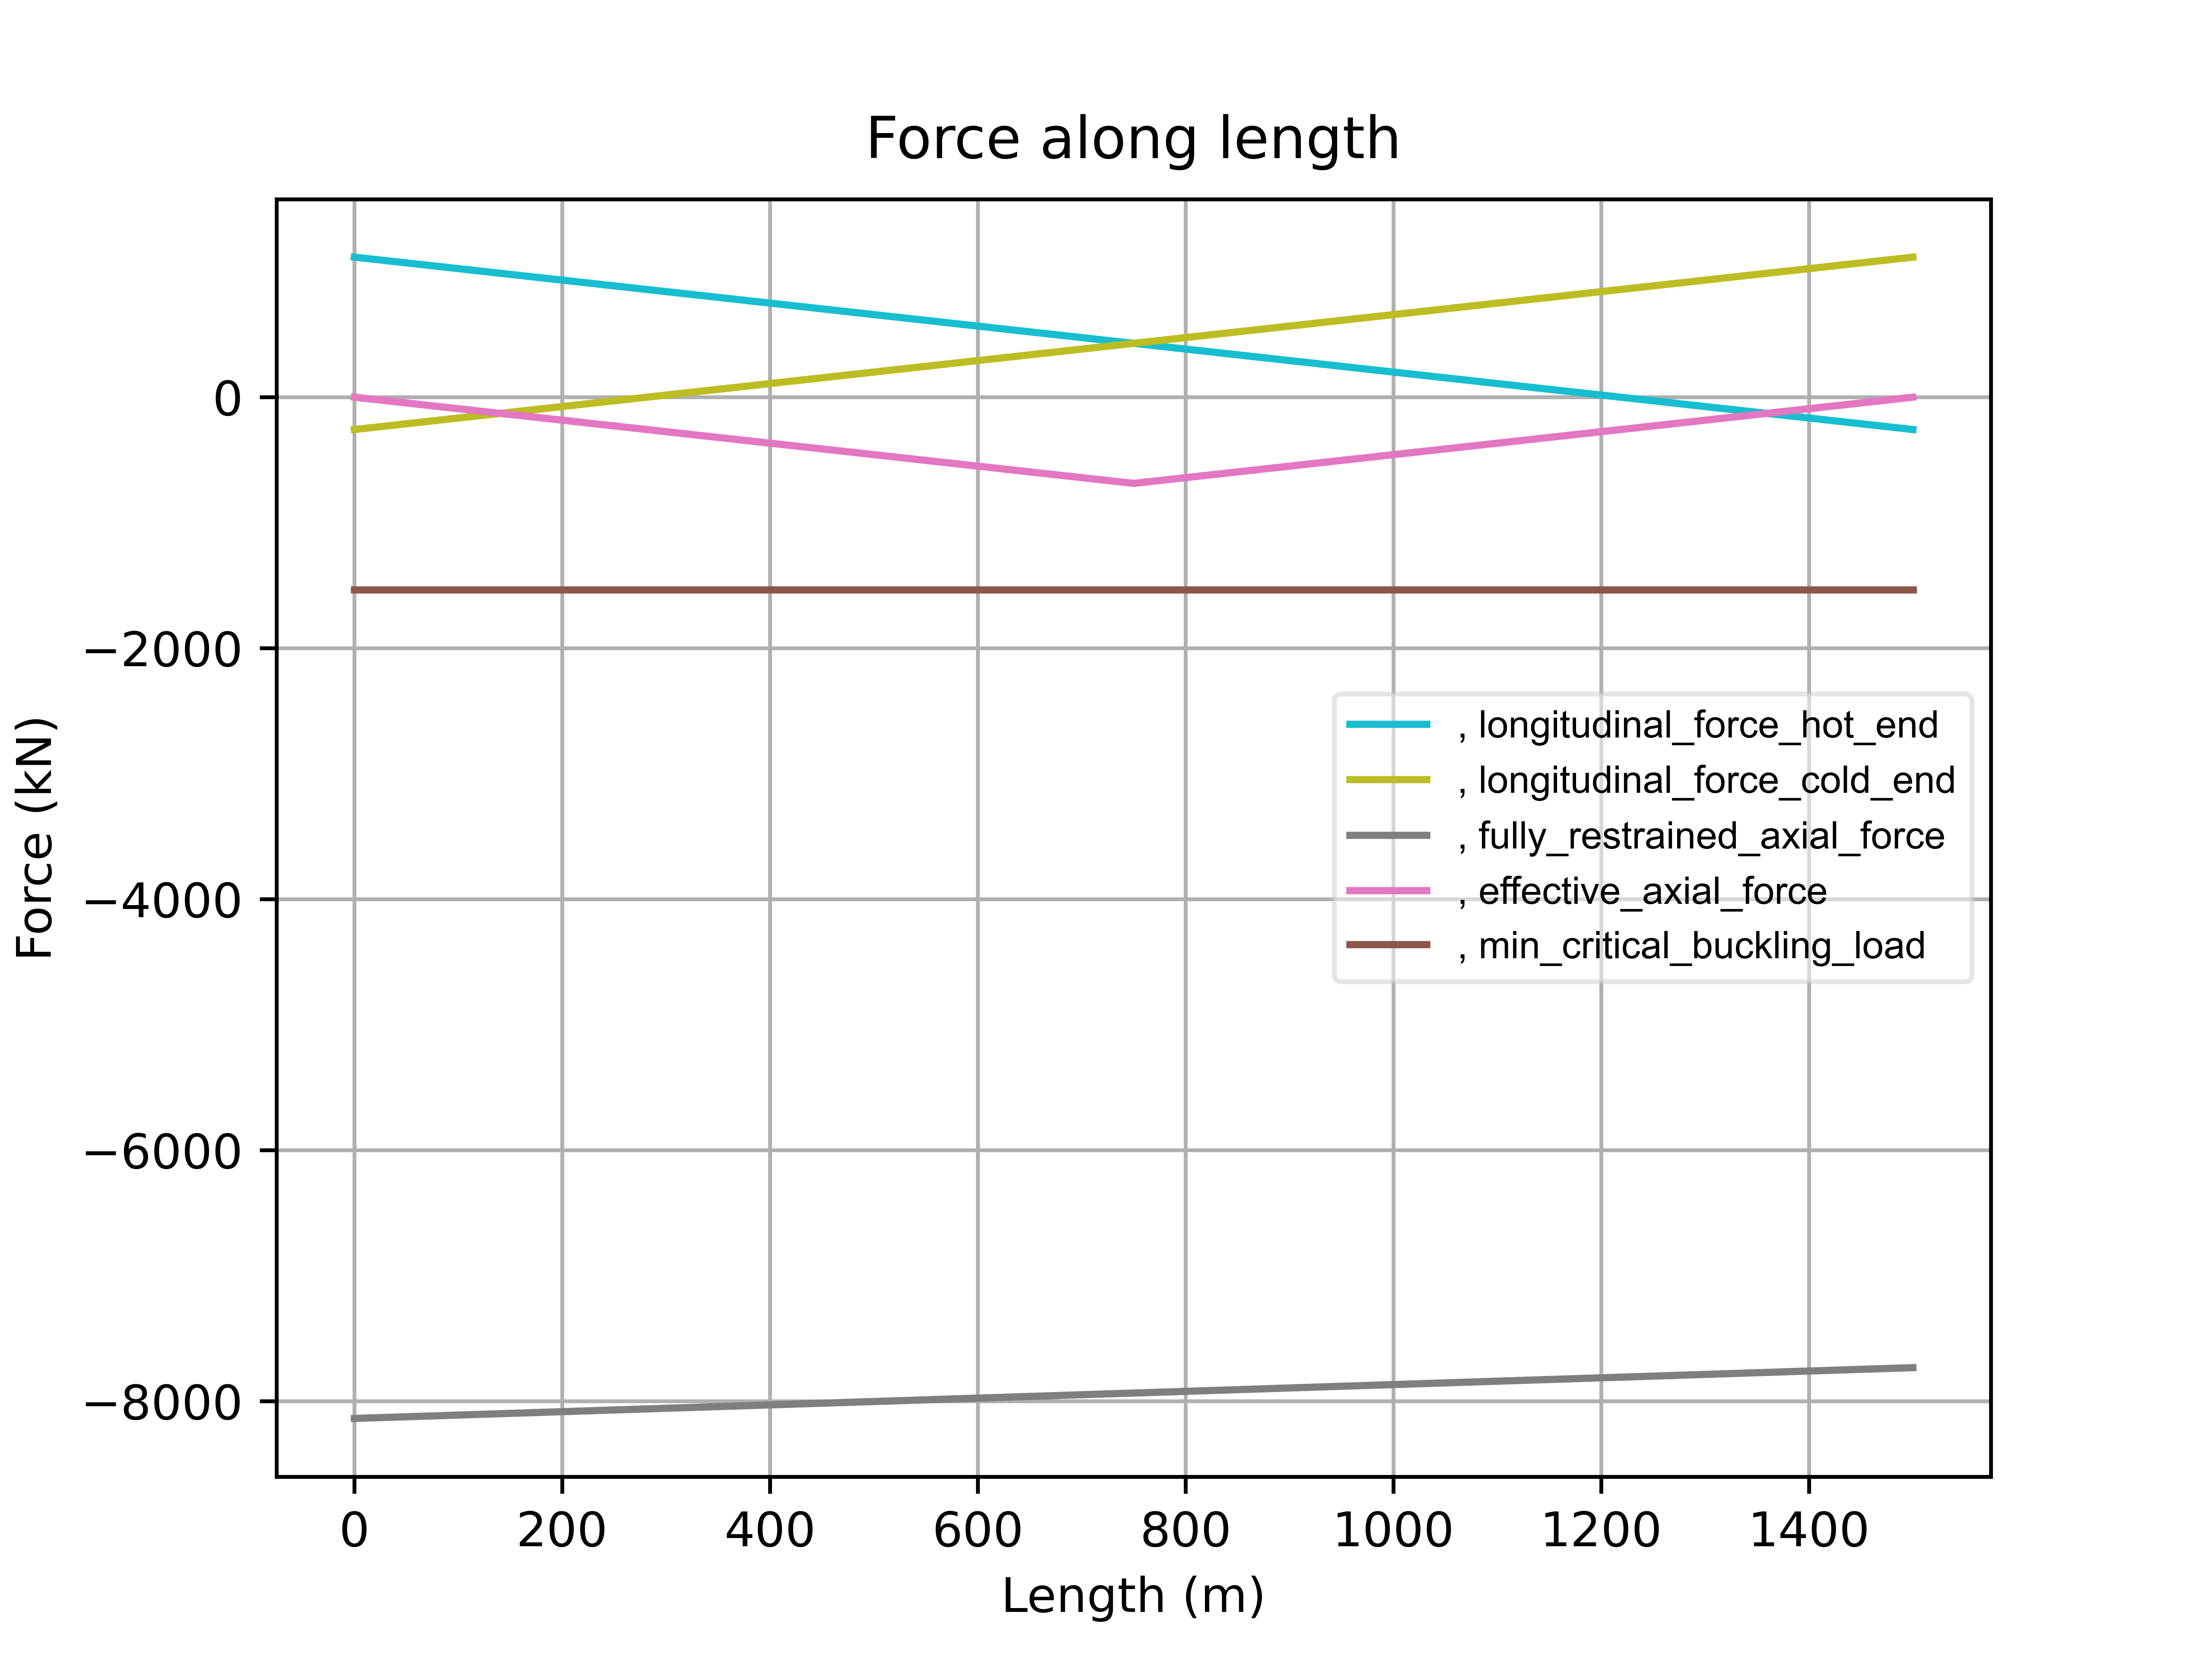 Force along length
Force (kN)
0
−2000
−4000
−6000
−8000
, longitudinal_force_hot_end
, longitudinal_force_cold_end
, fully_restrained_axial_force
, effective_axial_force
, min_critical_buckling_load
0 200 400 600 800 1000 1200 1400
Length (m)